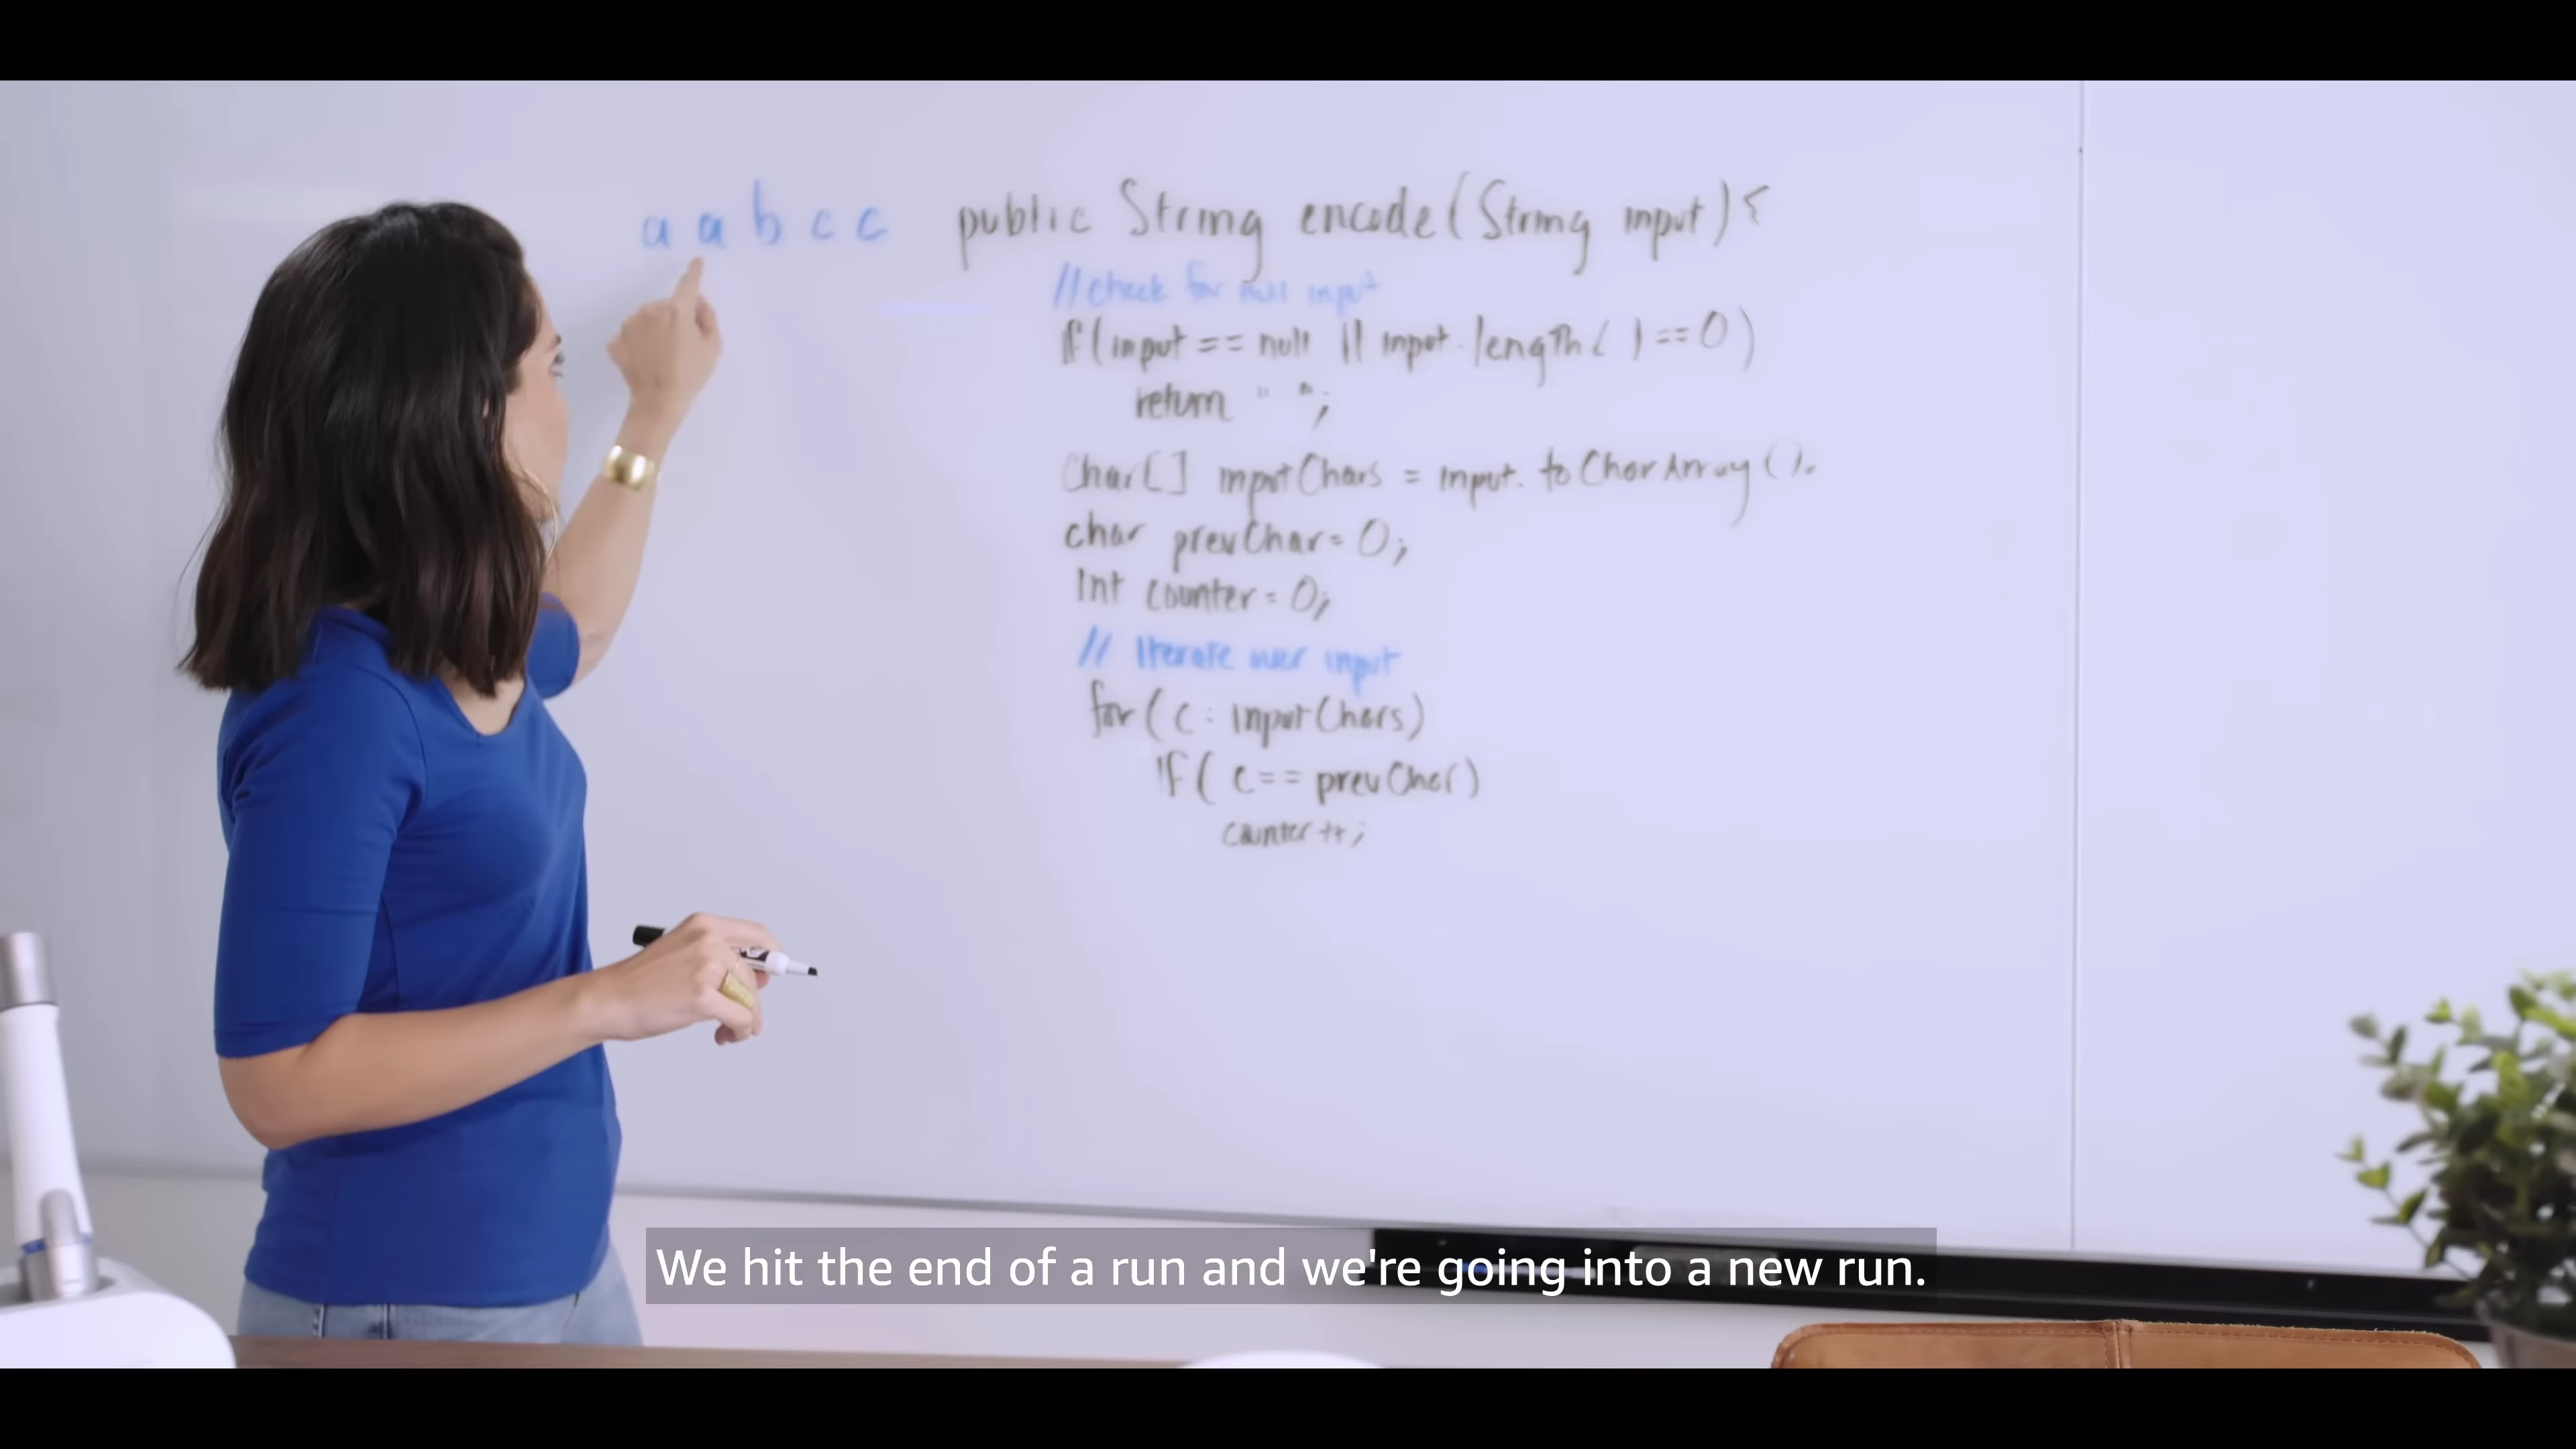 a a b c c public String encode(String input){
//check for null input
if(input == null || input.length( )==0)
return " ";
Char[] inputChars = input.toCharArray().
char prevChar= 0;
Int counter= 0;
// Iterate over input
for( c : inputChars)
if( c== prevChar)
counter++;
We hit the end of a run and we're going into a new run.